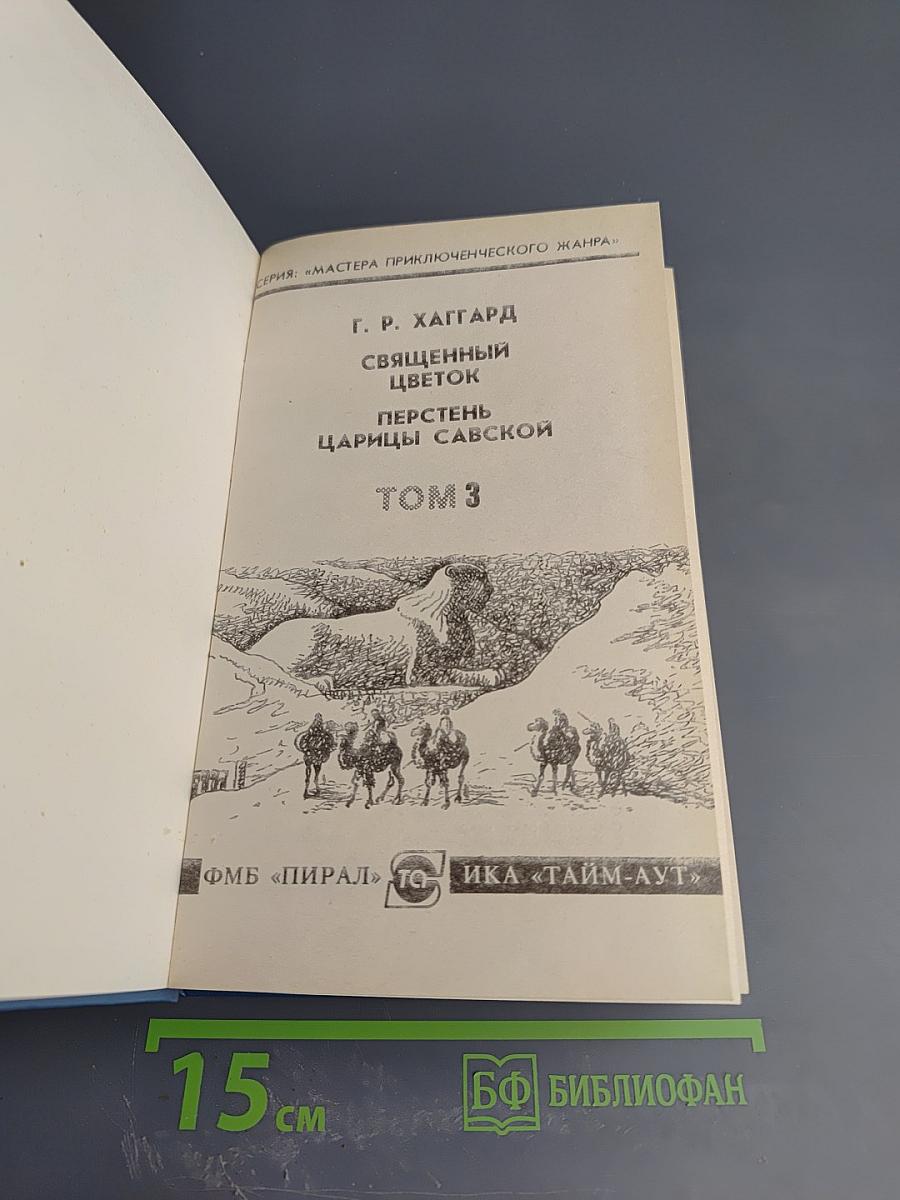 СЕРИЯ: «МАСТЕРА ПРИКЛЮЧЕНЧЕСКОГО ЖАНРА»
Г. Р. ХАГГАРД
СВЯЩЕННЫЙ
ЦВЕТОК
ПЕРСТЕНЬ
ЦАРИЦЫ САВСКОЙ
ТОМ 3
ФМБ «ПИРАЛ» ТА ИКА «ТАЙМ-АУТ»
15 см БФ БИБЛИОФАН